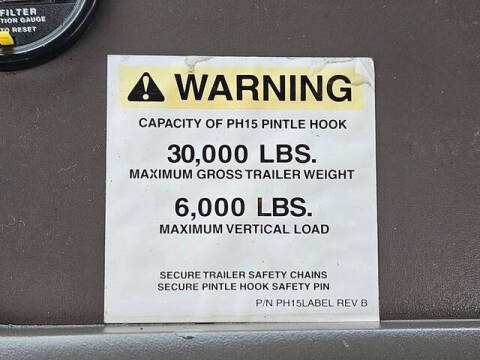 FILTER
TION GAUGE
TO RESET
WARNING
CAPACITY OF PH15 PINTLE HOOK
30,000 LBS.
MAXIMUM GROSS TRAILER WEIGHT
6,000 LBS.
MAXIMUM VERTICAL LOAD
SECURE TRAILER SAFETY CHAINS
SECURE PINTLE HOOK SAFETY PIN
P/N PH15LABEL REV B